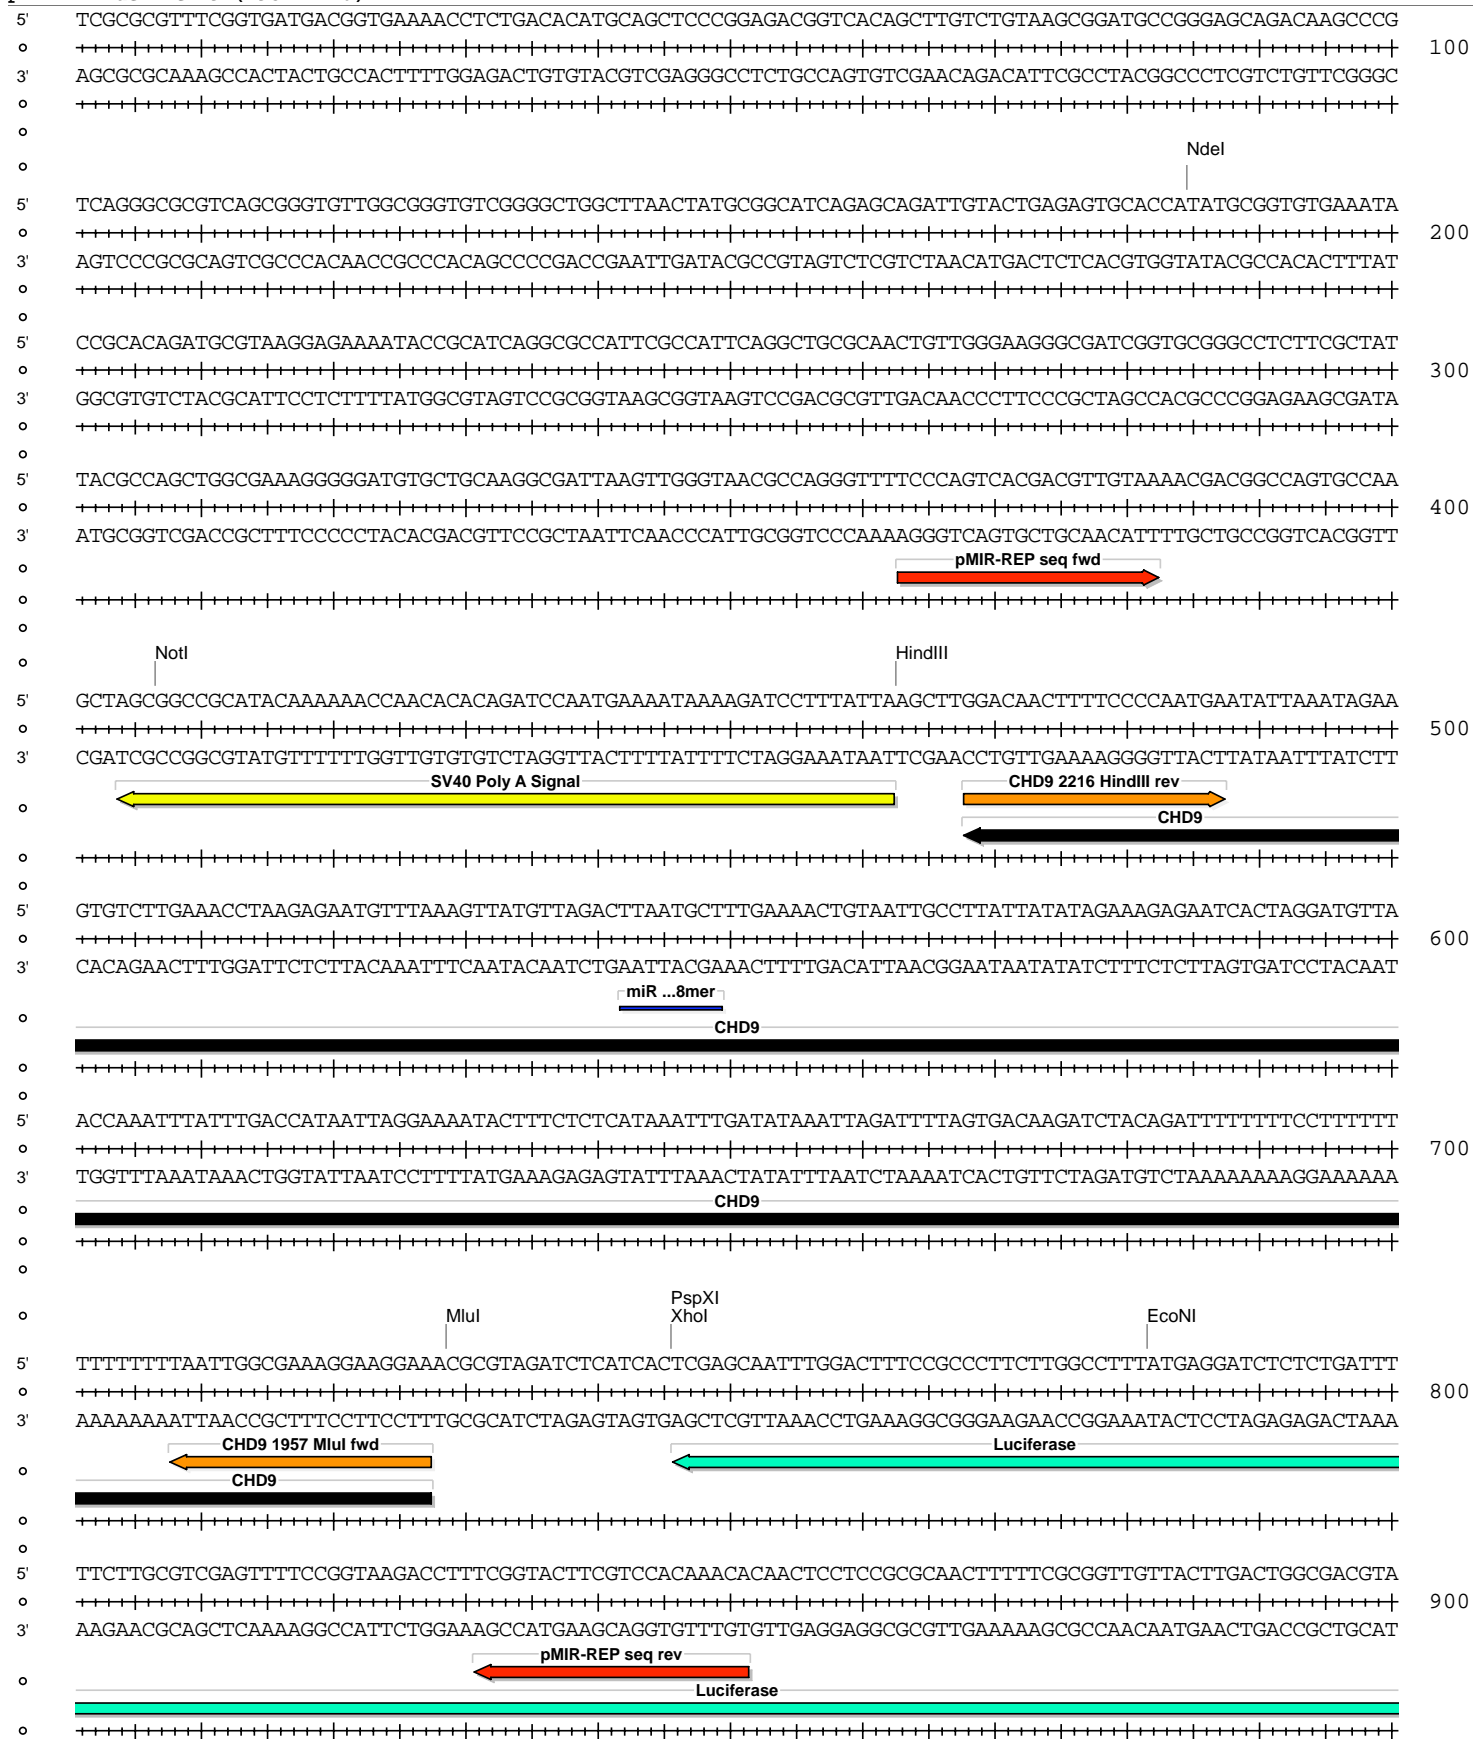 5' TCGCGCGTTTCGGTGATGACGGTGAAAACCTCTGACACATGCAGCTCCCGGAGACGGTCACAGCTTGTCTGTAAGCGGATGCCGGGAGCAGACAAGCCCG
100
3' AGCGCGCAAAGCCACTACTGCCACTTTTGGAGACTGTGTACGTCGAGGGCCTCTGCCAGTGTCGAACAGACATTCGCCTACGGCCCTCGTCTGTTCGGGC
NdeI
5' TCAGGGCGCGTCAGCGGGTGTTGGCGGGTGTCGGGGCTGGCTTAACTATGCGGCATCAGAGCAGATTGTACTGAGAGTGCACCATATGCGGTGTGAAATA
200
3' AGTCCCGCGCAGTCGCCCACAACCGCCCACAGCCCCGACCGAATTGATACGCCGTAGTCTCGTCTAACATGACTCTCACGTGGTATACGCCACACTTTAT
5' CCGCACAGATGCGTAAGGAGAAAATACCGCATCAGGCGCCATTCGCCATTCAGGCTGCGCAACTGTTGGGAAGGGCGATCGGTGCGGGCCTCTTCGCTAT
300
3' GGCGTGTCTACGCATTCCTCTTTTATGGCGTAGTCCGCGGTAAGCGGTAAGTCCGACGCGTTGACAACCCTTCCCGCTAGCCACGCCCGGAGAAGCGATA
5' TACGCCAGCTGGCGAAAGGGGGATGTGCTGCAAGGCGATTAAGTTGGGTAACGCCAGGGTTTTCCCAGTCACGACGTTGTAAAACGACGGCCAGTGCCAA
400
3' ATGCGGTCGACCGCTTTCCCCCTACACGACGTTCCGCTAATTCAACCCATTGCGGTCCCAAAAGGGTCAGTGCTGCAACATTTTGCTGCCGGTCACGGTT
pMIR-REP seq fwd
NotI HindIII
5' GCTAGCGGCCGCATACAAAAAACCAACACACAGATCCAATGAAAATAAAAGATCCTTTATTAAGCTTGGACAACTTTTCCCCAATGAATATTAAATAGAA
500
3' CGATCGCCGGCGTATGTTTTTTGGTTGTGTGTCTAGGTTACTTTTATTTTCTAGGAAATAATTCGAACCTGTTGAAAAGGGGTTACTTATAATTTATCTT
SV40 Poly A Signal CHD9 2216 HindIII rev
CHD9
5' GTGTCTTGAAACCTAAGAGAATGTTTAAAGTTATGTTAGACTTAATGCTTTGAAAACTGTAATTGCCTTATTATATAGAAAGAGAATCACTAGGATGTTA
600
3' CACAGAACTTTGGATTCTCTTACAAATTTCAATACAATCTGAATTACGAAACTTTTGACATTAACGGAATAATATATCTTTCTCTTAGTGATCCTACAAT
miR ...8mer
CHD9
5' ACCAAATTTATTTGACCATAATTAGGAAAATACTTTCTCTCATAAATTTGATATAAATTAGATTTTAGTGACAAGATCTACAGATTTTTTTTCCTTTTTT
700
3' TGGTTTAAATAAACTGGTATTAATCCTTTTATGAAAGAGAGTATTTAAACTATATTTAATCTAAAATCACTGTTCTAGATGTCTAAAAAAAAGGAAAAAA
CHD9
PspXI
MluI XhoI EcoNI
5' TTTTTTTTAATTGGCGAAAGGAAGGAAACGCGTAGATCTCATCACTCGAGCAATTTGGACTTTCCGCCCTTCTTGGCCTTTATGAGGATCTCTCTGATTT
800
3' AAAAAAAATTAACCGCTTTCCTTCCTTTGCGCATCTAGAGTAGTGAGCTCGTTAAACCTGAAAGGCGGGAAGAACCGGAAATACTCCTAGAGAGACTAAA
CHD9 1957 MluI fwd Luciferase
CHD9
5' TTCTTGCGTCGAGTTTTCCGGTAAGACCTTTCGGTACTTCGTCCACAAACACAACTCCTCCGCGCAACTTTTTCGCGGTTGTTACTTGACTGGCGACGTA
900
3' AAGAACGCAGCTCAAAAGGCCATTCTGGAAAGCCATGAAGCAGGTGTTTGTGTTGAGGAGGCGCGTTGAAAAAGCGCCAACAATGAACTGACCGCTGCAT
pMIR-REP seq rev
Luciferase